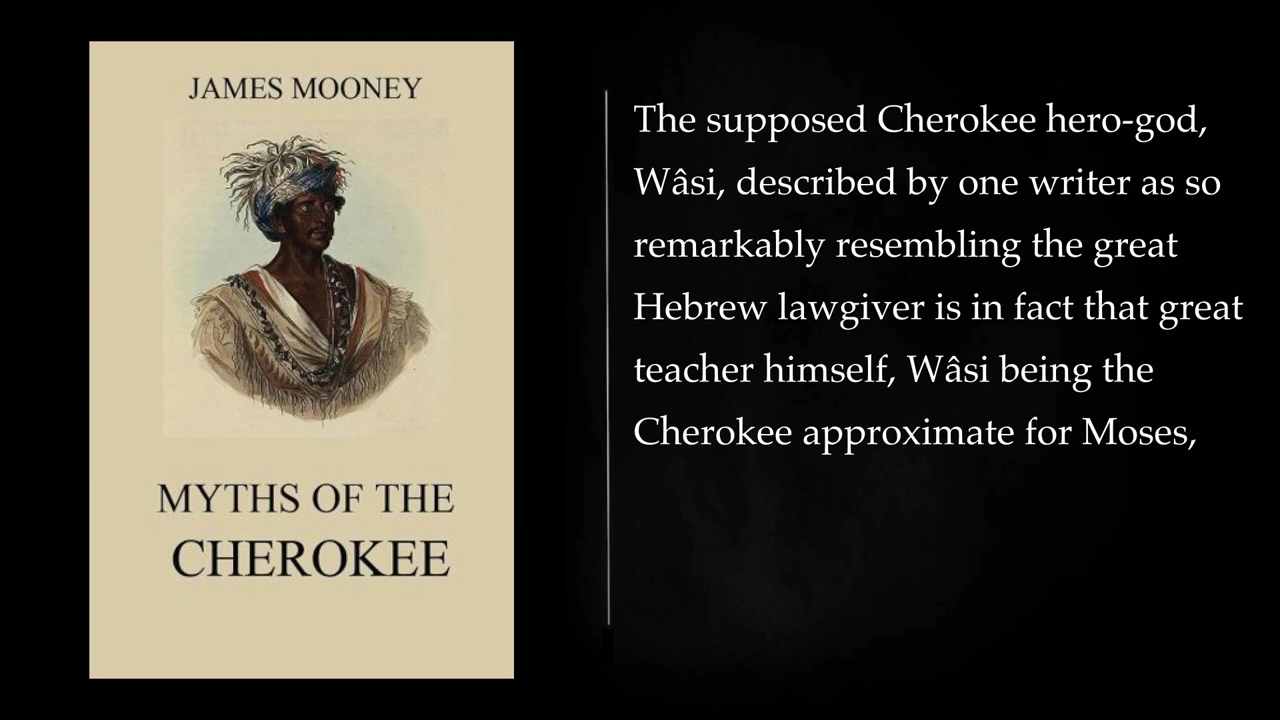 JAMES MOONEY
MYTHS OF THE
CHEROKEE
The supposed Cherokee hero-god,
Wâsi, described by one writer as so
remarkably resembling the great
Hebrew lawgiver is in fact that great
teacher himself, Wâsi being the
Cherokee approximate for Moses,